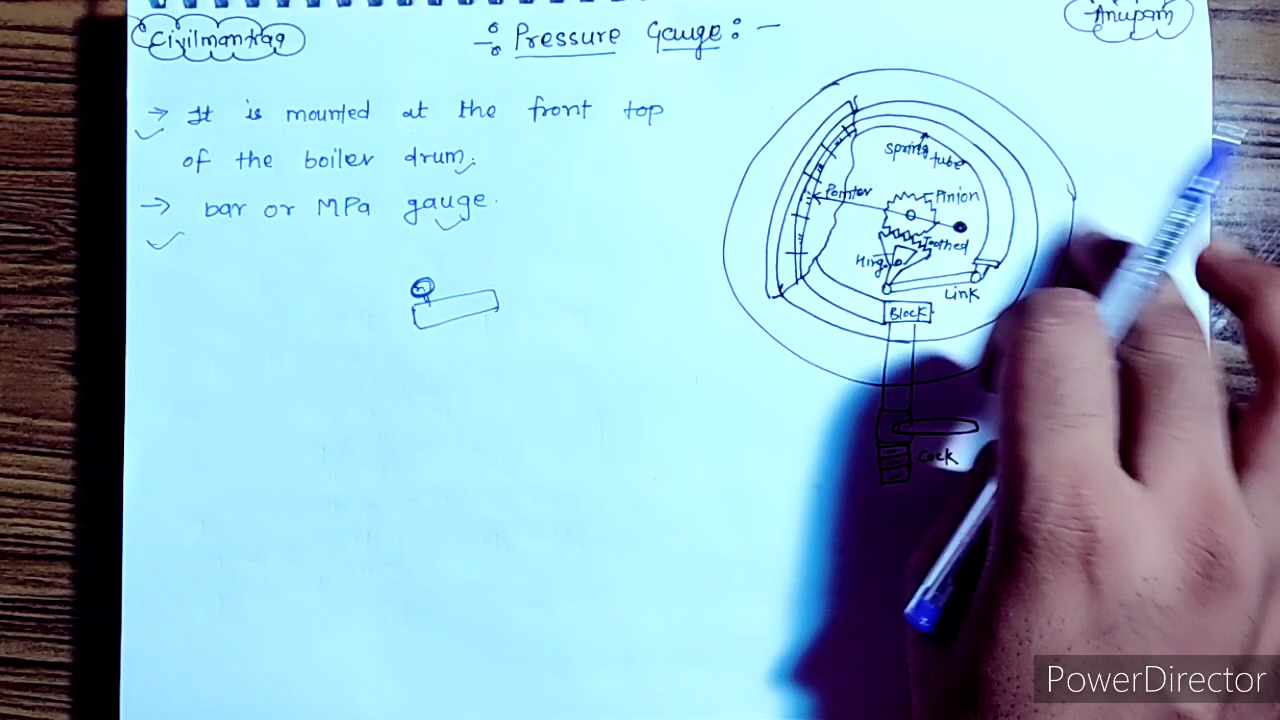 Civilmantraa
Pressure Gauge : -
Anupam
→ It is mounted at the front top
of the boiler drum.
→ bar or MPa gauge.
Spring tube
Pointer
Pinion
Toothed
Hinge
Link
Block
Cock
PowerDirector